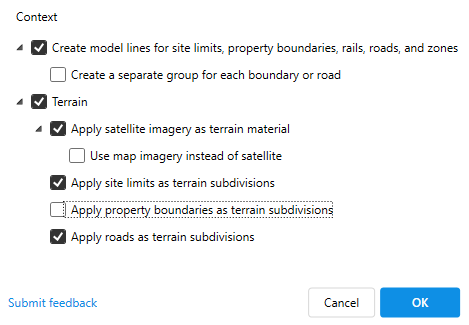 Context
Create model lines for site limits, property boundaries, rails, roads, and zones
Create a separate group for each boundary or road
Terrain
Apply satellite imagery as terrain material
Use map imagery instead of satellite
Apply site limits as terrain subdivisions
Apply property boundaries as terrain subdivisions
Apply roads as terrain subdivisions
Submit feedback
Cancel
OK